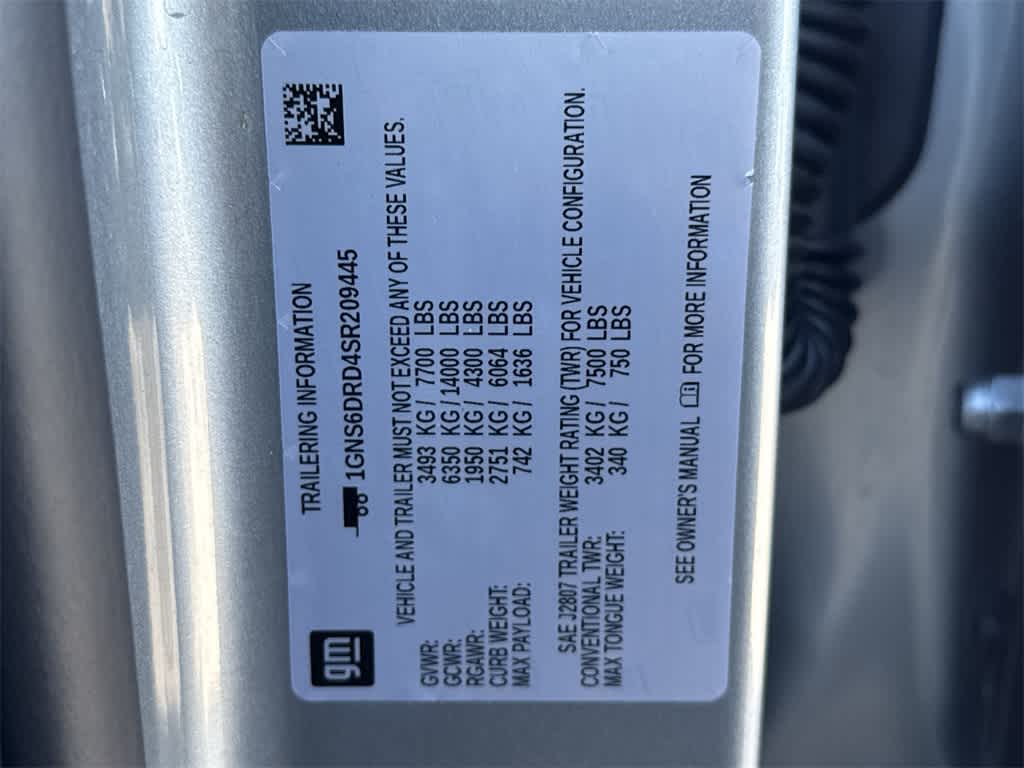 gm
TRAILERING INFORMATION
1GNS6DRD4SR209445
VEHICLE AND TRAILER MUST NOT EXCEED ANY OF THESE VALUES.
GVWR: 3493 KG / 7700 LBS
GCWR: 6350 KG / 14000 LBS
RGAWR: 1950 KG / 4300 LBS
CURB WEIGHT: 2751 KG / 6064 LBS
MAX PAYLOAD: 742 KG / 1636 LBS
SAE J2807 TRAILER WEIGHT RATING (TWR) FOR VEHICLE CONFIGURATION.
CONVENTIONAL TWR: 3402 KG / 7500 LBS
MAX TONGUE WEIGHT: 340 KG / 750 LBS
SEE OWNER'S MANUAL FOR MORE INFORMATION